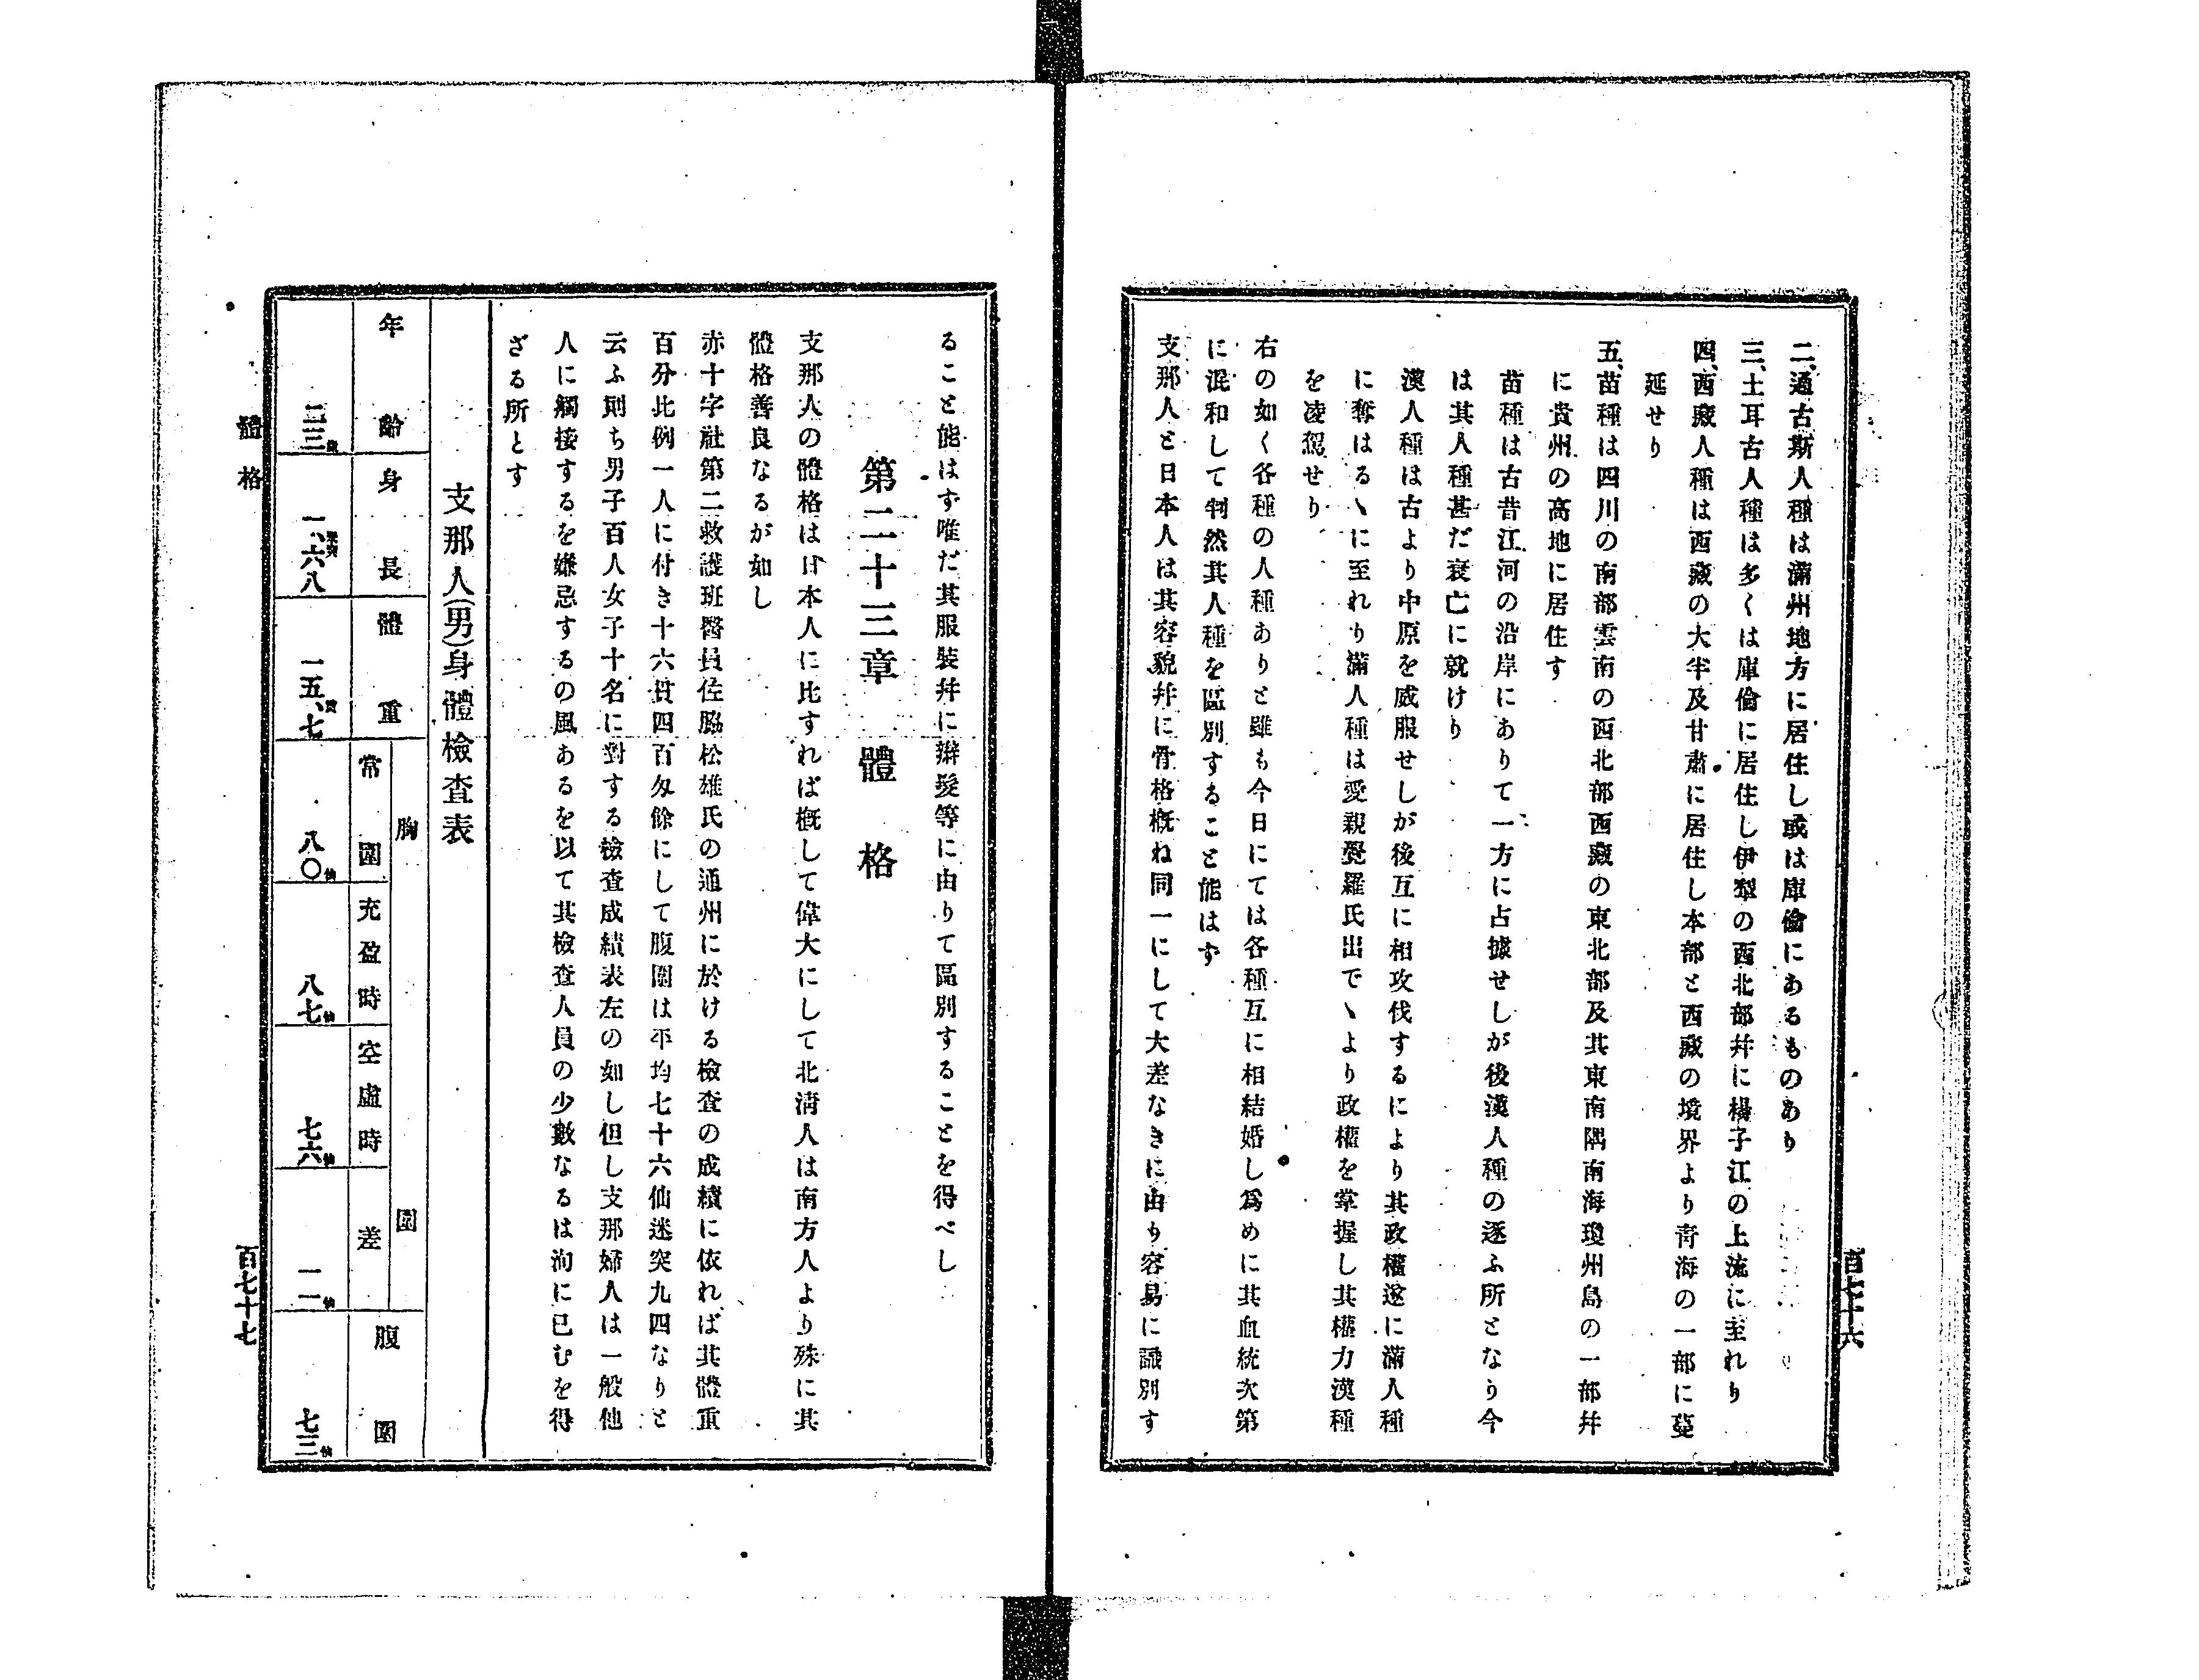 百七十六
二、通古斯人種は滿州地方に居住し或は庫倫にあるものあり
三、土耳古人種は多くは庫倫に居住し伊犂の西北部幷に楊子江の上流に至れり
四、西藏人種は西藏の大半及甘肅に居住し本部と西藏の境界より靑海の一部に蔓
延せり
五、苗種は四川の南部雲南の西北部西藏の東北部及其東南隅南海瓊州島の一部幷
に貴州の高地に居住す
苗種は古昔江河の沿岸にありて一方に占據せしが後漢人種の逐ふ所となり今
は其人種甚だ衰亡に就けり
漢人種は古より中原を威服せしが後互に相攻伐するにより其政權遂に滿人種
に奪はるヽに至れり滿人種は愛親覺羅氏出でヽより政權を掌握し其權力漢種
を凌駕せり
右の如く各種の人種ありと雖も今日にては各種互に相結婚し爲めに其血統次第
に混和して判然其人種を區別すること能はず
支那人と日本人は其容貌幷に骨格概ね同一にして大差なきに由り容易に識別す
ること能はず唯だ其服裝幷に辮髮等に由りて區別することを得べし
第二十三章 體格
支那人の體格は日本人に比すれば槪して偉大にして北淸人は南方人より殊に其
體格善良なるが如し
赤十字社第二救護班醫員佐脇松雄氏の通州に於ける檢査の成績に依れば其體重
百分比例一人に付き十六貫四百匁餘にして腹圍は平均七十六仙迷突九四なりと
云ふ則ち男子百人女子十名に對する檢査成績表左の如し但し支那婦人は一般他
人に觸接するを嫌忌するの風あるを以て其檢査人員の少數なるは洵に已むを得
ざる所とす
支那人(男)身體檢査表
年齡 身長 體重 胸圍 腹圍
常圍 充盈時 空虛時 差
二三歲 一、六八 一五、七 八〇仙 八七仙 七六仙 一一仙 七三仙
體格
百七十七